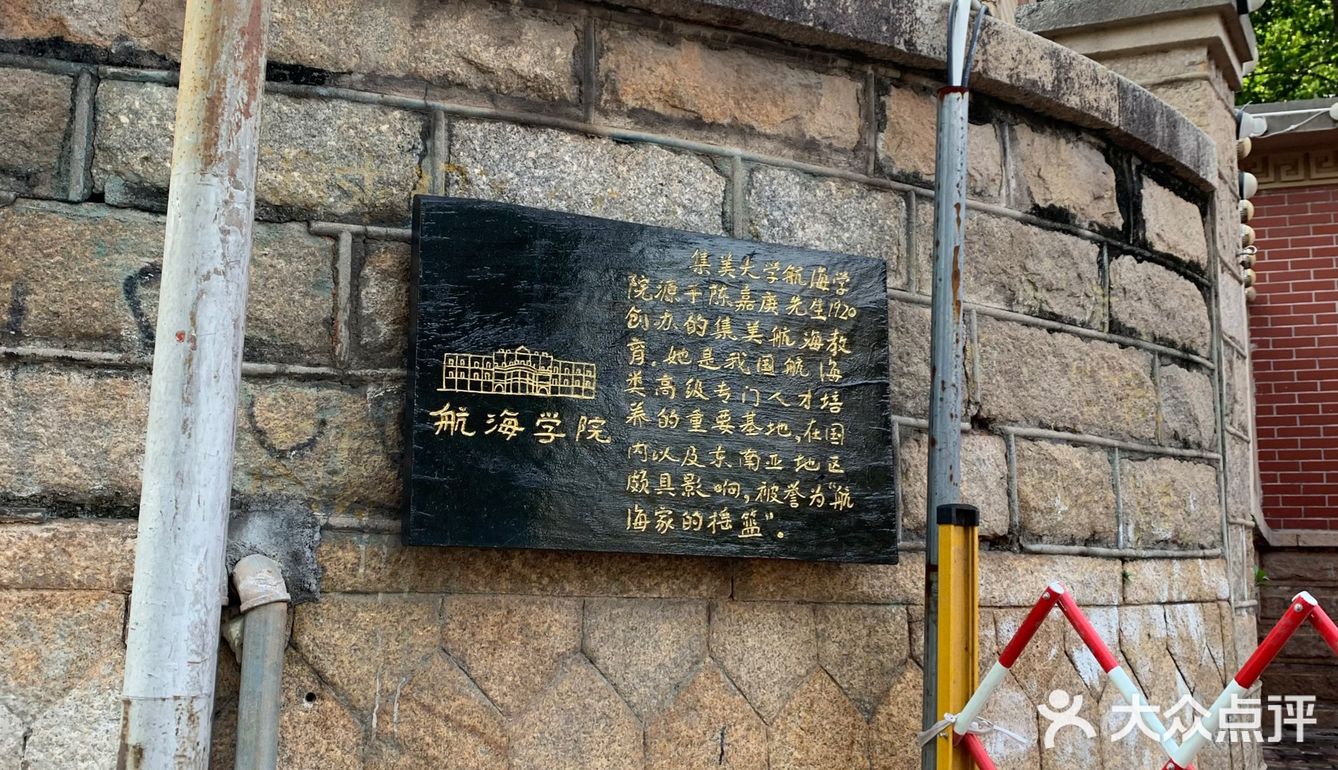 航海学院
集美大学航海学
院源于陈嘉庚先生1920
创办的集美航海教
育。她是我国航海
类高级专门人才培
养的重要基地,在国
内以及东南亚地区
颇具影响,被誉为“航
海家的摇篮”。
大众点评